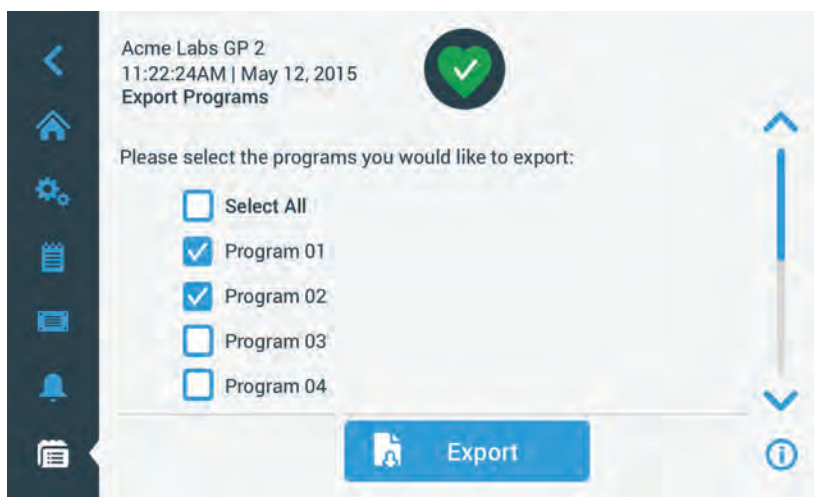 Acme Labs GP 2
11:22:24AM | May 12, 2015
Export Programs
Please select the programs you would like to export:
Select All
Program 01
Program 02
Program 03
Program 04
Export